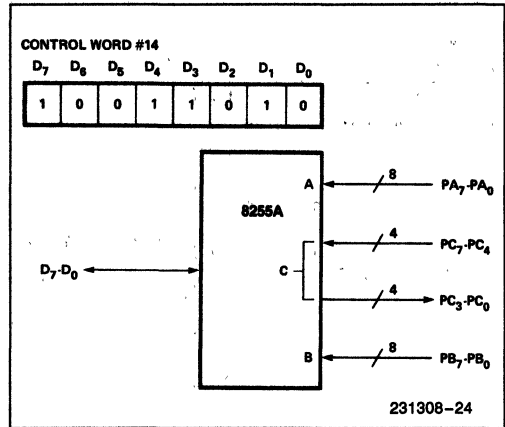 CONTROL WORD #14
D7 D6 D5 D4 D3 D2 D1 D0
1 0 0 1 1 0 1 0
A 8 PA7-PA0
8255A
4 PC7-PC4
D7-D0 C
4 PC3-PC0
B 8 PB7-PB0
231308-24